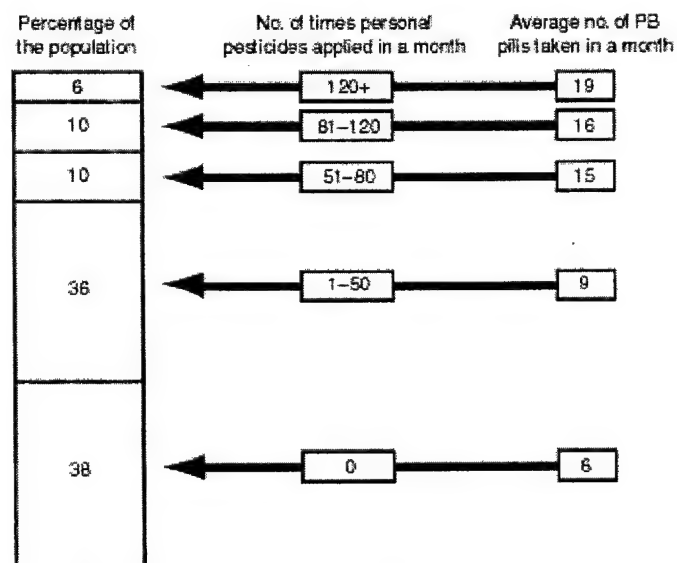 Percentage of
the population
No. of times personal
pesticides applied in a month
Average no. of PB
pills taken in a month
6
120+
19
10
81–120
16
10
51–80
15
36
1–50
9
38
0
6